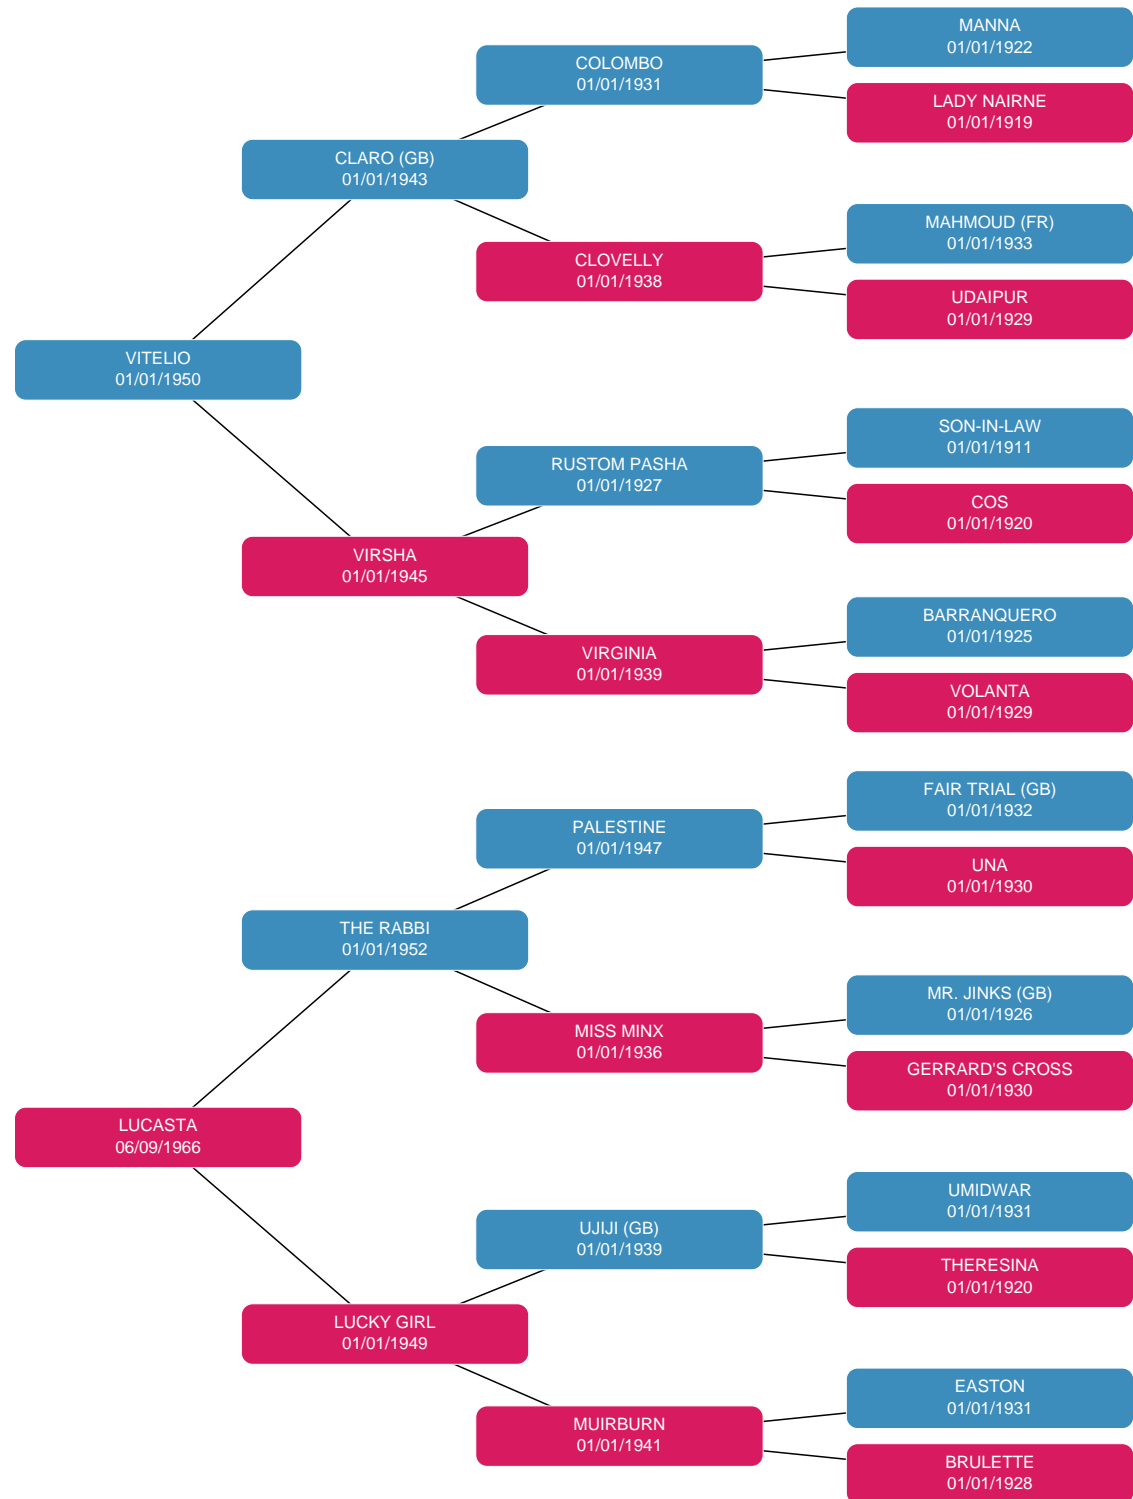 MANNA
01/01/1922
COLOMBO
01/01/1931
LADY NAIRNE
01/01/1919
CLARO (GB)
01/01/1943
MAHMOUD (FR)
01/01/1933
CLOVELLY
01/01/1938
UDAIPUR
01/01/1929
VITELIO
01/01/1950
SON-IN-LAW
01/01/1911
RUSTOM PASHA
01/01/1927
COS
01/01/1920
VIRSHA
01/01/1945
BARRANQUERO
01/01/1925
VIRGINIA
01/01/1939
VOLANTA
01/01/1929
FAIR TRIAL (GB)
01/01/1932
PALESTINE
01/01/1947
UNA
01/01/1930
THE RABBI
01/01/1952
MR. JINKS (GB)
01/01/1926
MISS MINX
01/01/1936
GERRARD'S CROSS
01/01/1930
LUCASTA
06/09/1966
UMIDWAR
01/01/1931
UJIJI (GB)
01/01/1939
THERESINA
01/01/1920
LUCKY GIRL
01/01/1949
EASTON
01/01/1931
MUIRBURN
01/01/1941
BRULETTE
01/01/1928